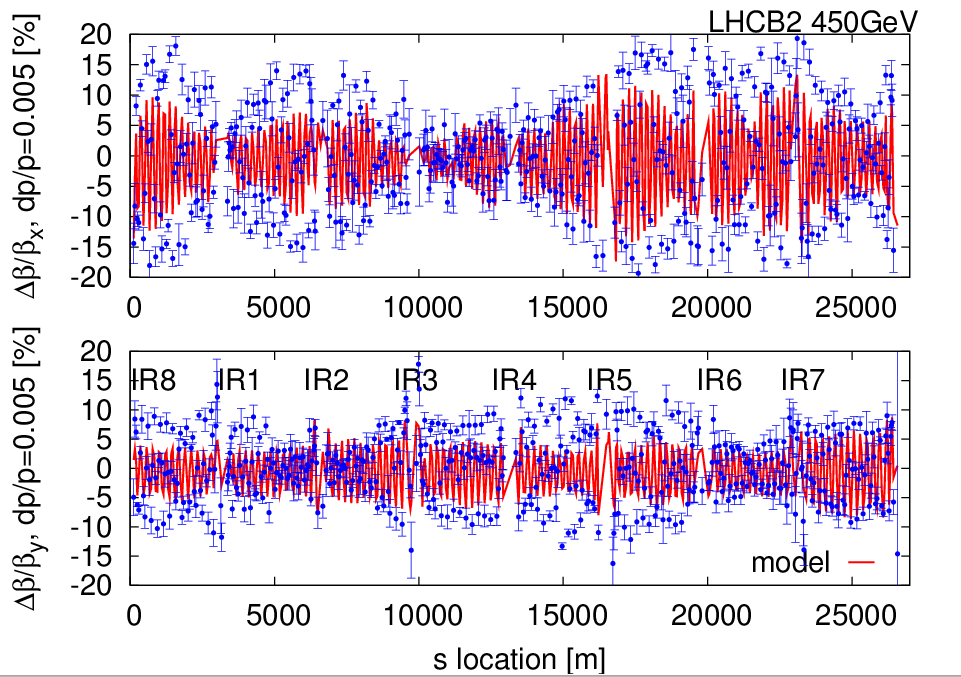 LHCB2 450GeV
Δβ/βx, dp/p=0.005 [%]
20
15
10
5
0
-5
-10
-15
-20
0 5000 10000 15000 20000 25000
Δβ/βy, dp/p=0.005 [%]
20
15
10
5
0
-5
-10
-15
-20
IR8 IR1 IR2 IR3 IR4 IR5 IR6 IR7
model
0 5000 10000 15000 20000 25000
s location [m]